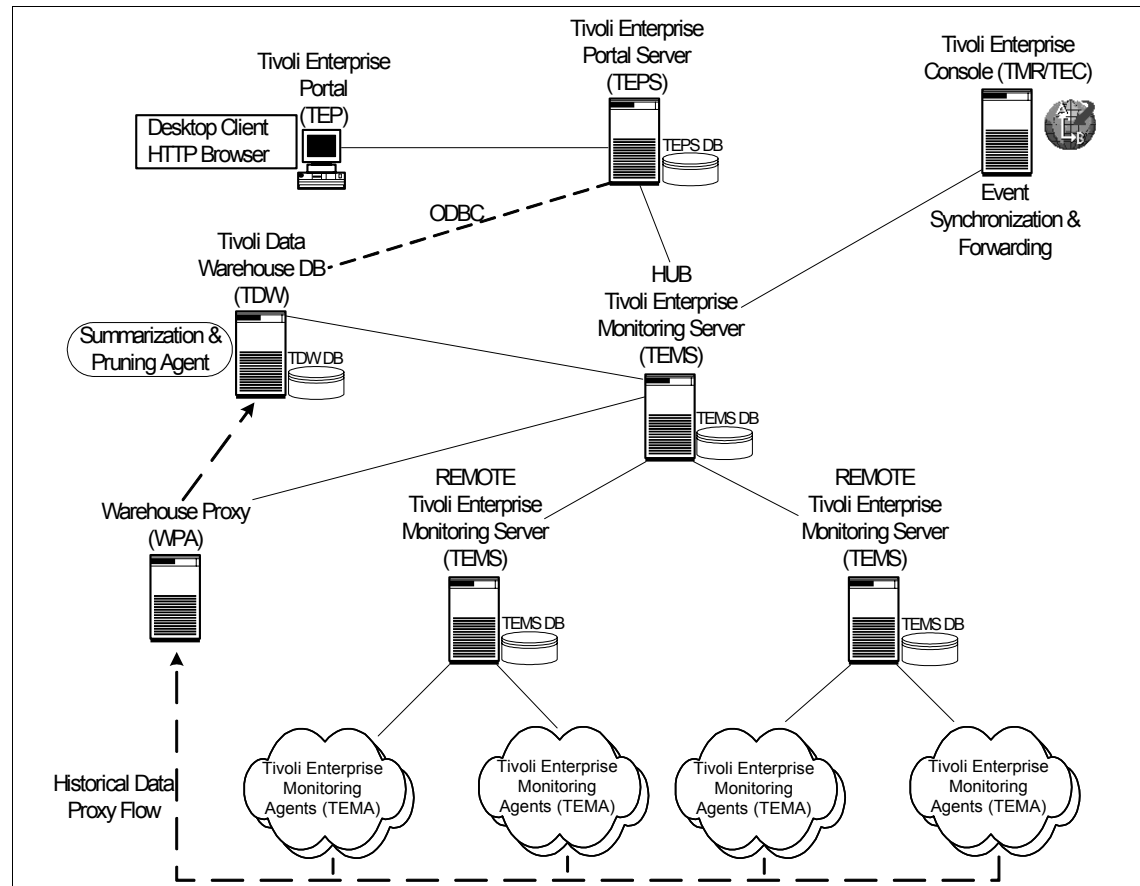 Tivoli Enterprise
Portal Server
(TEPS)
Tivoli Enterprise
Console (TMR/TEC)
Tivoli Enterprise
Portal
(TEP)
Desktop Client
HTTP Browser
TEPS DB
A
B
Event
Synchronization &
Forwarding
ODBC
Tivoli Data
Warehouse DB
(TDW)
HUB
Tivoli Enterprise
Monitoring Server
(TEMS)
Summarization &
Pruning Agent
TDW DB
TEMS DB
Warehouse Proxy
(WPA)
REMOTE
Tivoli Enterprise
Monitoring Server
(TEMS)
REMOTE
Tivoli Enterprise
Monitoring Server
(TEMS)
TEMS DB
TEMS DB
Historical Data
Proxy Flow
Tivoli Enterprise
Monitoring
Agents (TEMA)
Tivoli Enterprise
Monitoring
Agents (TEMA)
Tivoli Enterprise
Monitoring
Agents (TEMA)
Tivoli Enterprise
Monitoring
Agents (TEMA)